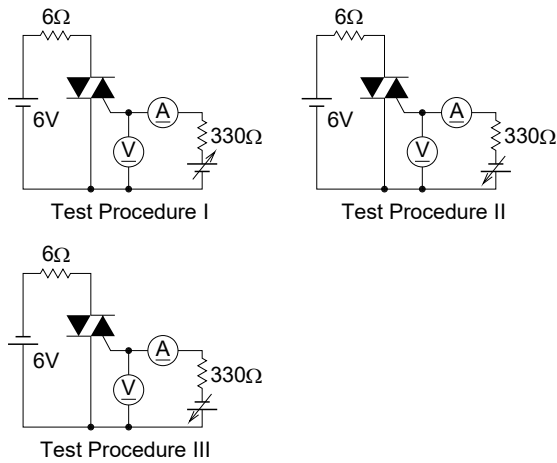 6Ω
6V
A
V
330Ω
Test Procedure I
6Ω
6V
A
V
330Ω
Test Procedure II
6Ω
6V
A
V
330Ω
Test Procedure III